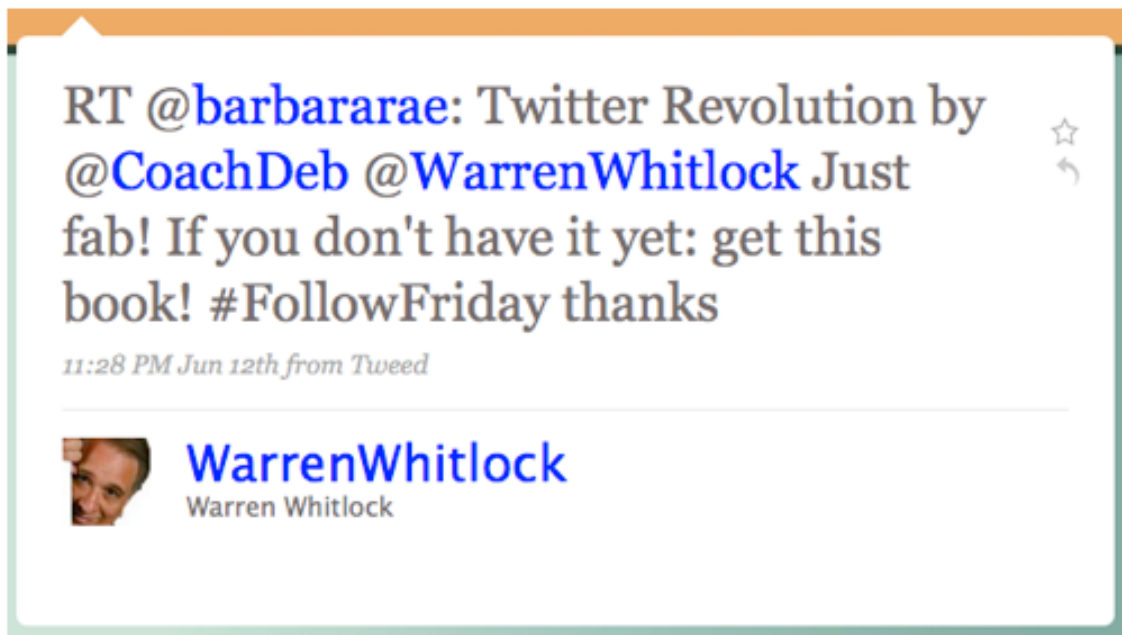 RT @barbararae: Twitter Revolution by
@CoachDeb @WarrenWhitlock Just
fab! If you don't have it yet: get this
book! #FollowFriday thanks
11:28 PM Jun 12th from Tweed
WarrenWhitlock
Warren Whitlock